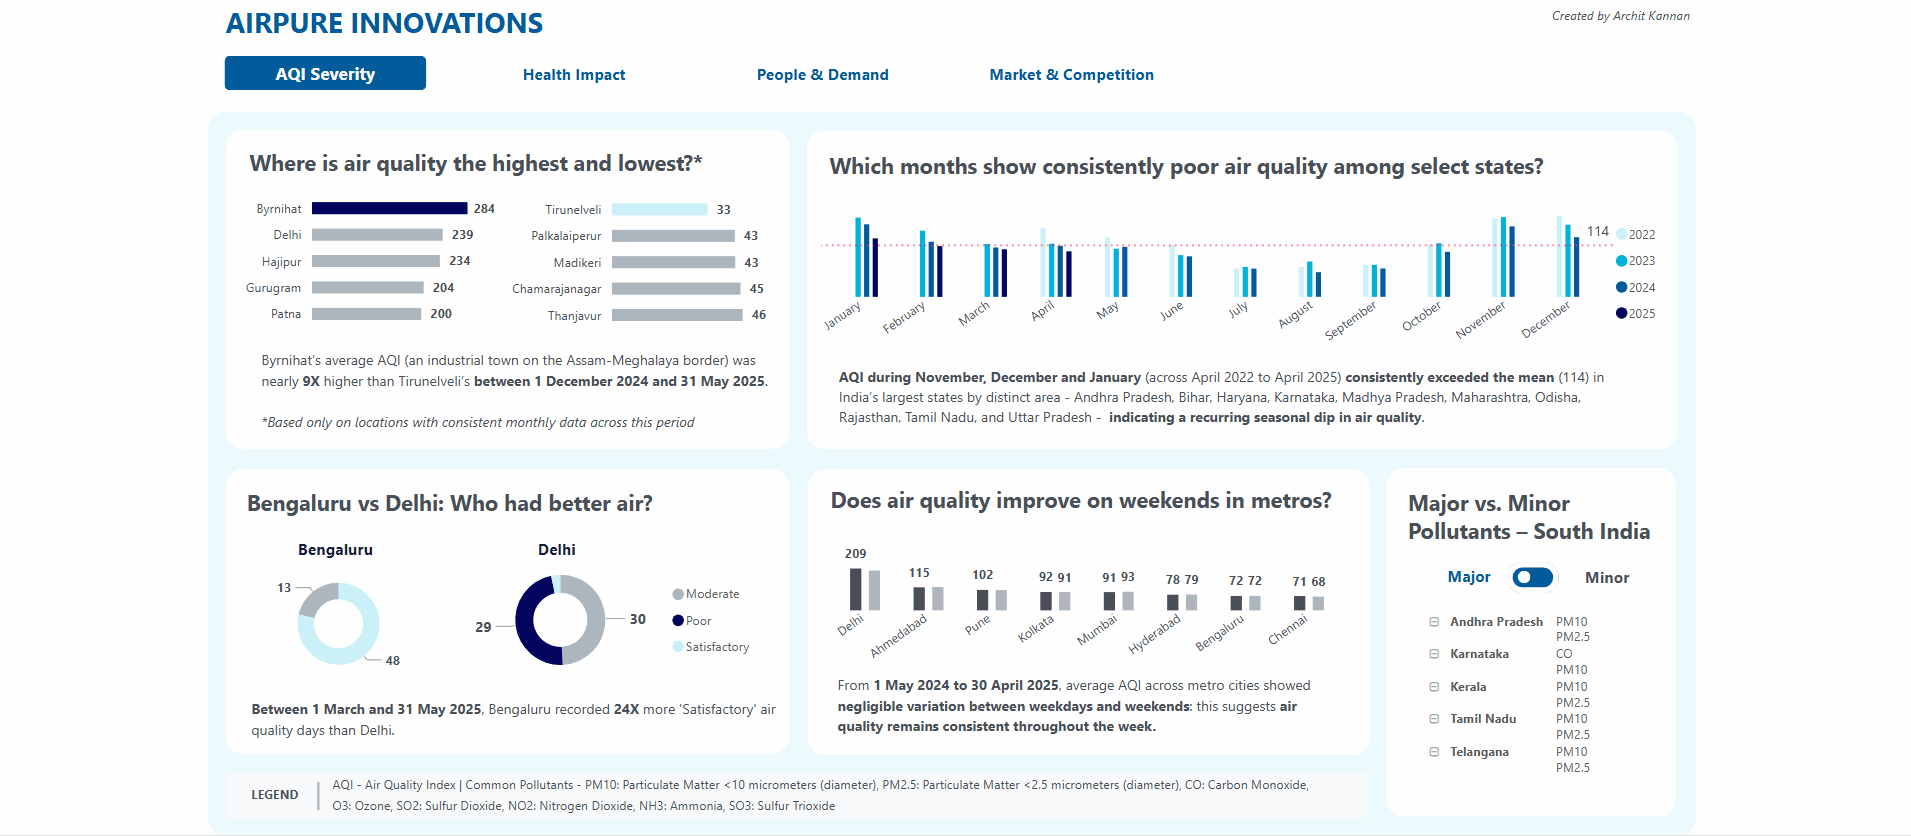 AIRPURE INNOVATIONS
Created by Archit Kannan
AQI Severity
Health Impact
People & Demand
Market & Competition
Where is air quality the highest and lowest?*
Byrnihat 284
Delhi 239
Hajipur 234
Gurugram 204
Patna 200
Tirunelveli 33
Palkalaiperur 43
Madikeri 43
Chamarajanagar 45
Thanjavur 46
Byrnihat's average AQI (an industrial town on the Assam-Meghalaya border) was
nearly 9X higher than Tirunelveli's between 1 December 2024 and 31 May 2025.
*Based only on locations with consistent monthly data across this period
Which months show consistently poor air quality among select states?
114
2022
2023
2024
2025
January
February
March
April
May
June
July
August
September
October
November
December
AQI during November, December and January (across April 2022 to April 2025) consistently exceeded the mean (114) in
India's largest states by distinct area - Andhra Pradesh, Bihar, Haryana, Karnataka, Madhya Pradesh, Maharashtra, Odisha,
Rajasthan, Tamil Nadu, and Uttar Pradesh - indicating a recurring seasonal dip in air quality.
Bengaluru vs Delhi: Who had better air?
Bengaluru
13
48
Delhi
29
30
Moderate
Poor
Satisfactory
Between 1 March and 31 May 2025, Bengaluru recorded 24X more 'Satisfactory' air
quality days than Delhi.
Does air quality improve on weekends in metros?
209
115
102
92 91
91 93
78 79
72 72
71 68
Delhi
Ahmedabad
Pune
Kolkata
Mumbai
Hyderabad
Bengaluru
Chennai
From 1 May 2024 to 30 April 2025, average AQI across metro cities showed
negligible variation between weekdays and weekends: this suggests air
quality remains consistent throughout the week.
Major vs. Minor
Pollutants – South India
Major
Minor
Andhra Pradesh PM10
PM2.5
Karnataka CO
PM10
Kerala PM10
PM2.5
Tamil Nadu PM10
PM2.5
Telangana PM10
PM2.5
LEGEND
AQI - Air Quality Index | Common Pollutants - PM10: Particulate Matter <10 micrometers (diameter), PM2.5: Particulate Matter <2.5 micrometers (diameter), CO: Carbon Monoxide,
O3: Ozone, SO2: Sulfur Dioxide, NO2: Nitrogen Dioxide, NH3: Ammonia, SO3: Sulfur Trioxide